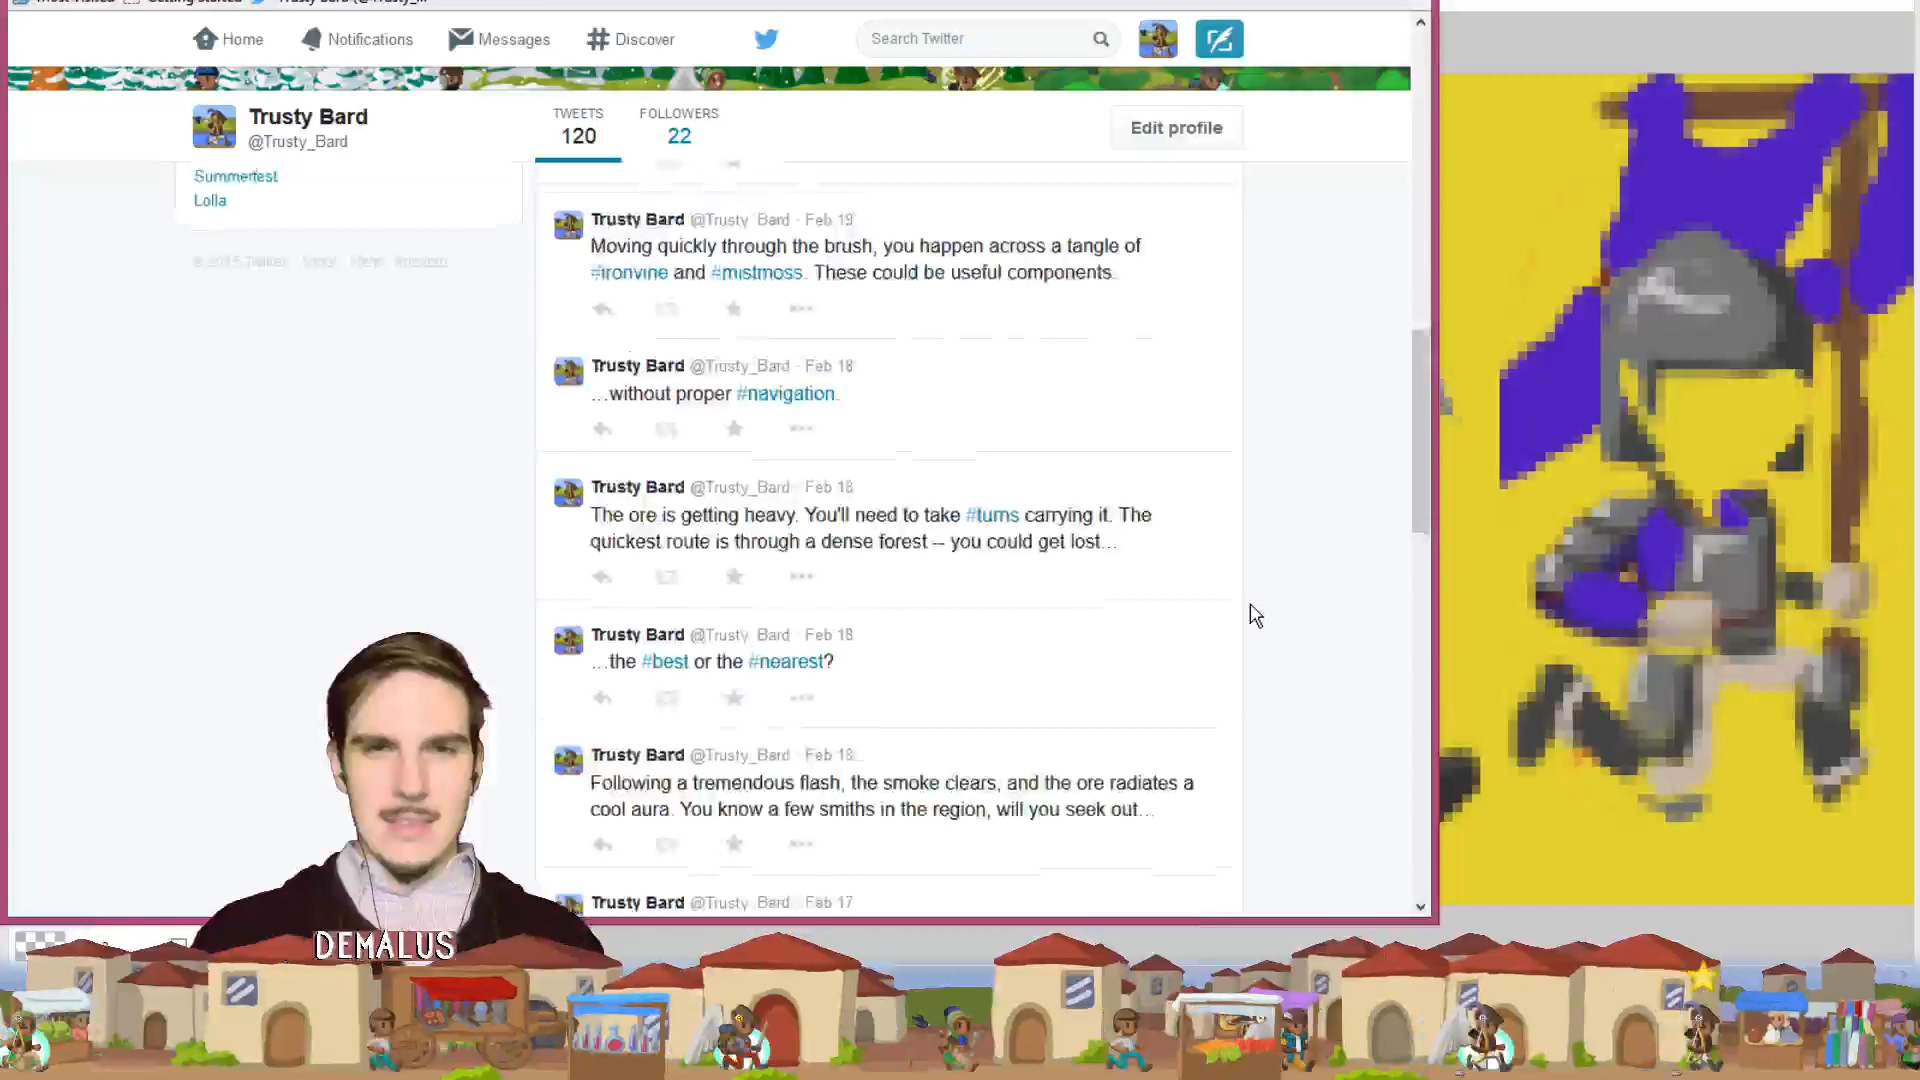 Home
Notifications
Messages
Discover
Search Twitter
Trusty Bard
@Trusty_Bard
TWEETS
120
FOLLOWERS
22
Edit profile
Summerfest
Lolla
Trusty Bard @Trusty_Bard · Feb 19
Moving quickly through the brush, you happen across a tangle of
#ironvine and #mistmoss. These could be useful components.
Trusty Bard @Trusty_Bard · Feb 18
...without proper #navigation.
Trusty Bard @Trusty_Bard · Feb 18
The ore is getting heavy. You'll need to take #turns carrying it. The
quickest route is through a dense forest -- you could get lost...
Trusty Bard @Trusty_Bard · Feb 18
...the #best or the #nearest?
Trusty Bard @Trusty_Bard · Feb 18
Following a tremendous flash, the smoke clears, and the ore radiates a
cool aura. You know a few smiths in the region, will you seek out...
Trusty Bard @Trusty_Bard · Feb 17
DEMALUS